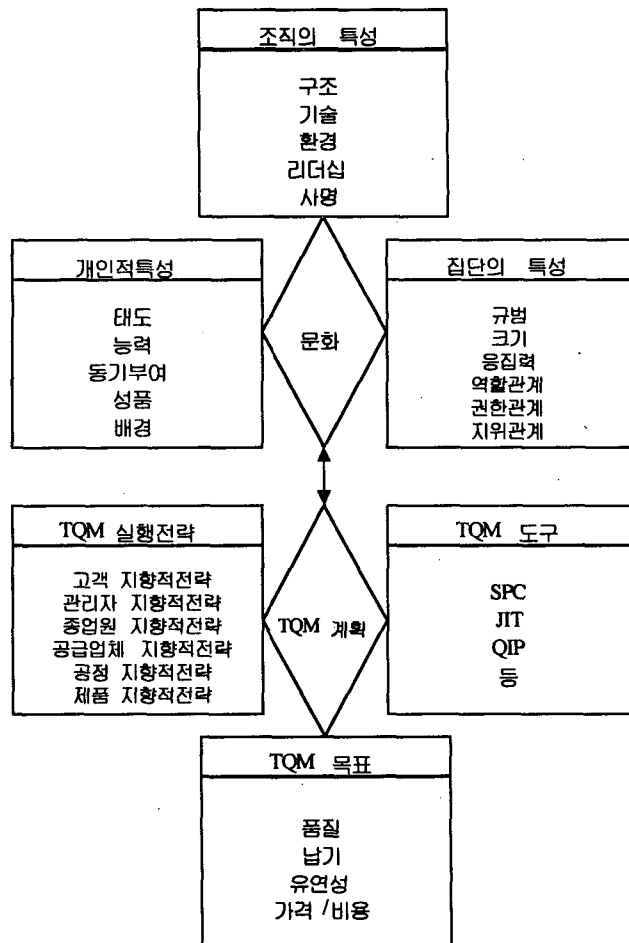 조직의 특성
구조
기술
환경
리더십
사명
개인적특성
태도
능력
동기부여
성품
배경
문화
집단의 특성
규범
크기
응집력
역활관계
권한관계
지위관계
TQM 실행전략
고객 지향적전략
관리자 지향적전략
종업원 지향적전략
공급업체 지향적전략
공정 지향적전략
제품 지향적전략
TQM 계획
TQM 도구
SPC
JIT
QIP
등
TQM 목표
품질
납기
유연성
가격 /비용